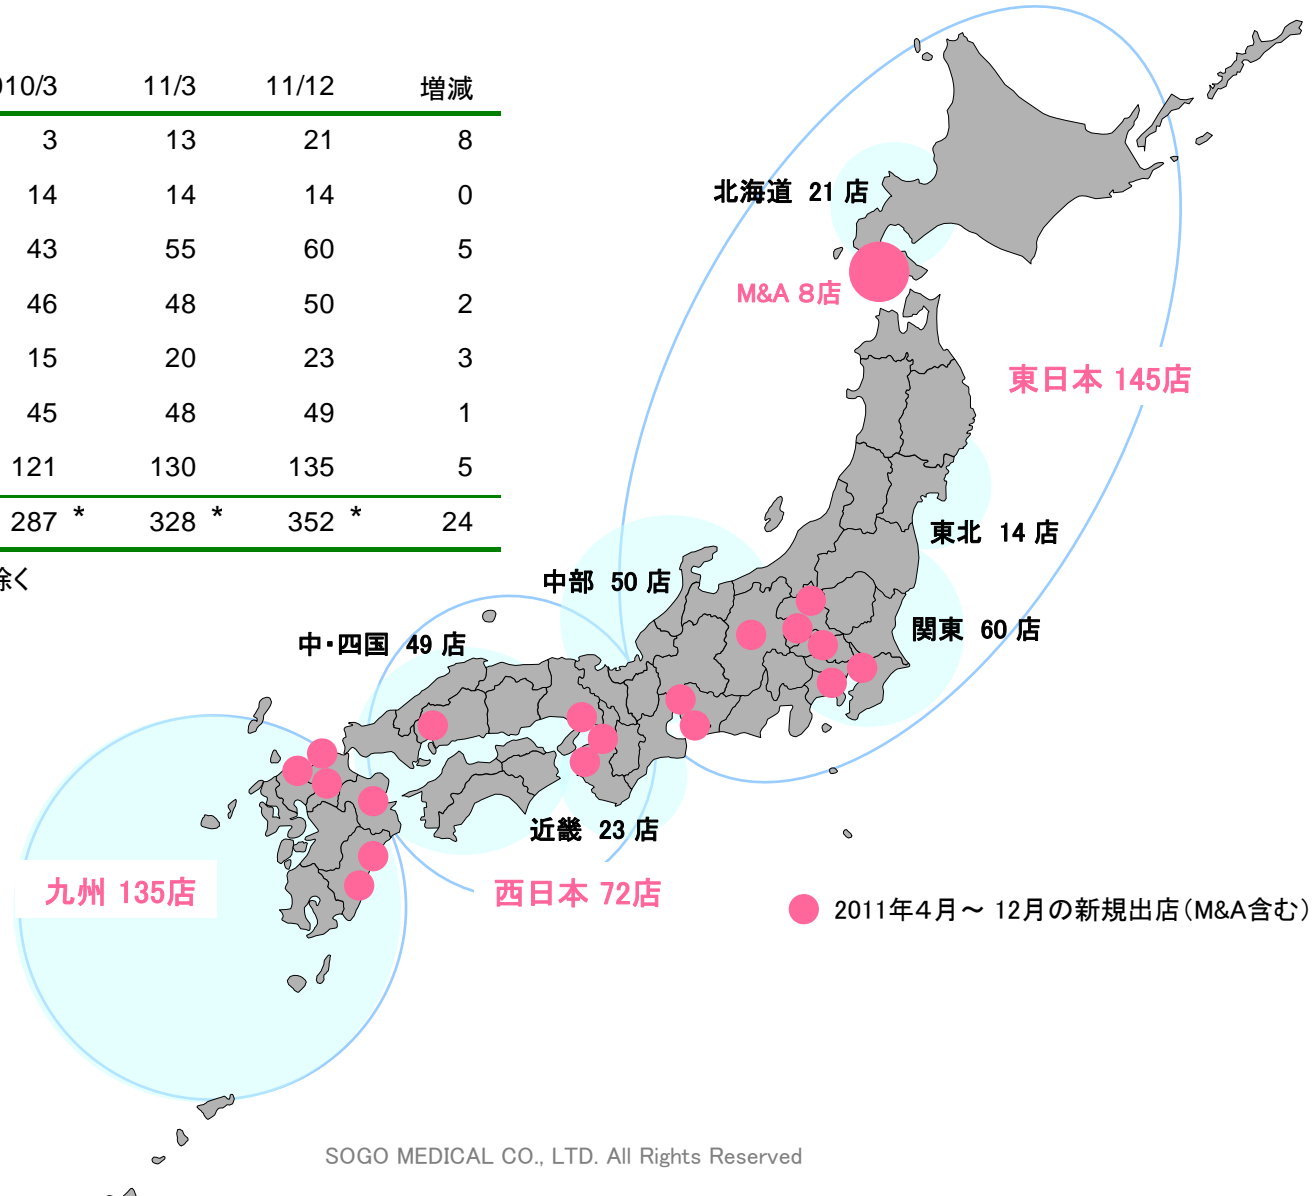 010/3 11/3 11/12 増減
3 13 21 8
14 14 14 0
43 55 60 5
46 48 50 2
15 20 23 3
45 48 49 1
121 130 135 5
287 * 328 * 352 * 24
除く
北海道 21 店
M&A 8店
東日本 145店
東北 14 店
中部 50 店
関東 60 店
中・四国 49 店
近畿 23 店
九州 135店
西日本 72店
2011年4月～ 12月の新規出店（M&A含む）
SOGO MEDICAL CO., LTD. All Rights Reserved